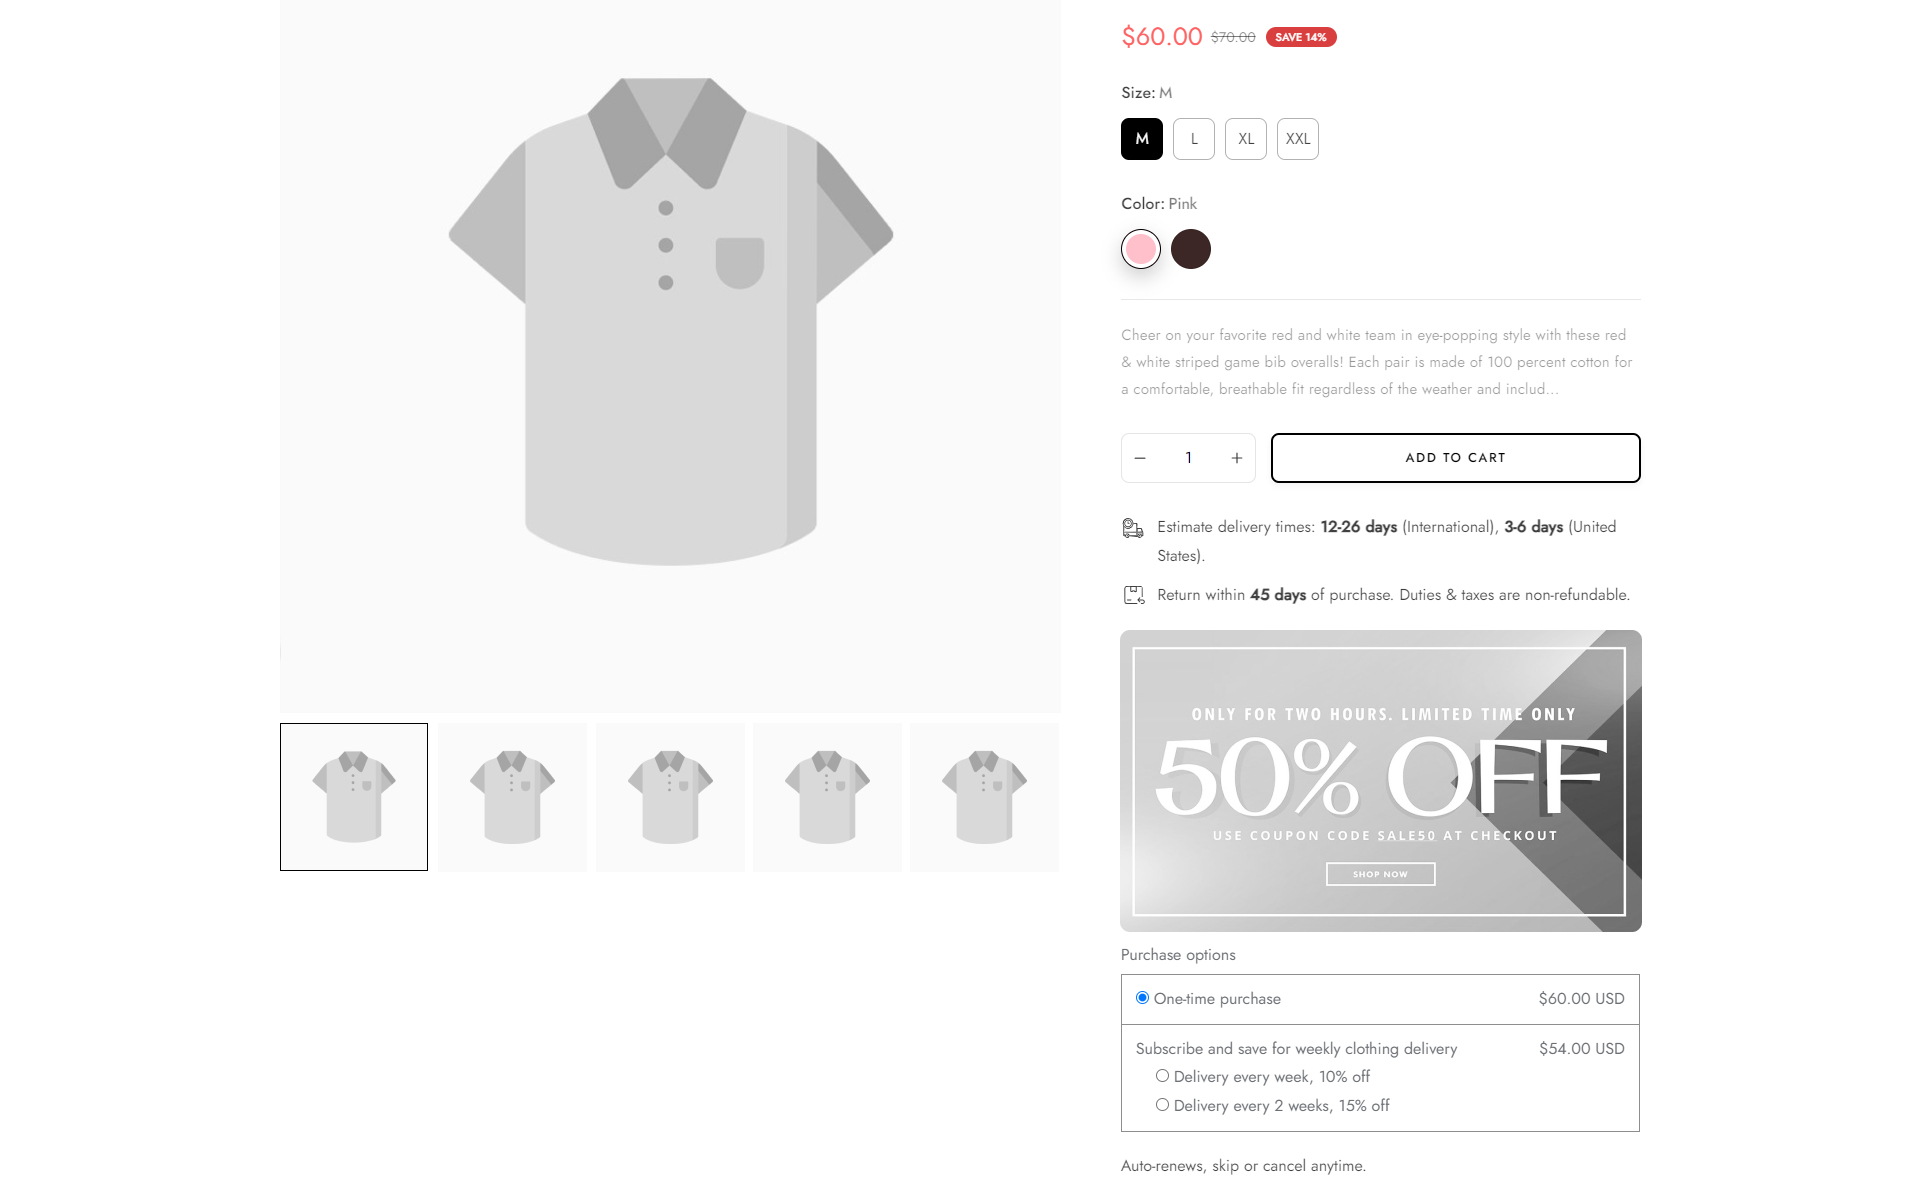 $60.00 $70.00 SAVE 14%
Size: M
M L XL XXL
Color: Pink
Cheer on your favorite red and white team in eye-popping style with these red
& white striped game bib overalls! Each pair is made of 100 percent cotton for
a comfortable, breathable fit regardless of the weather and includ...
− 1 + ADD TO CART
Estimate delivery times: 12-26 days (International), 3-6 days (United
States).
Return within 45 days of purchase. Duties & taxes are non-refundable.
ONLY FOR TWO HOURS. LIMITED TIME ONLY
50% OFF
USE COUPON CODE SALE50 AT CHECKOUT
SHOP NOW
Purchase options
One-time purchase $60.00 USD
Subscribe and save for weekly clothing delivery $54.00 USD
Delivery every week, 10% off
Delivery every 2 weeks, 15% off
Auto-renews, skip or cancel anytime.